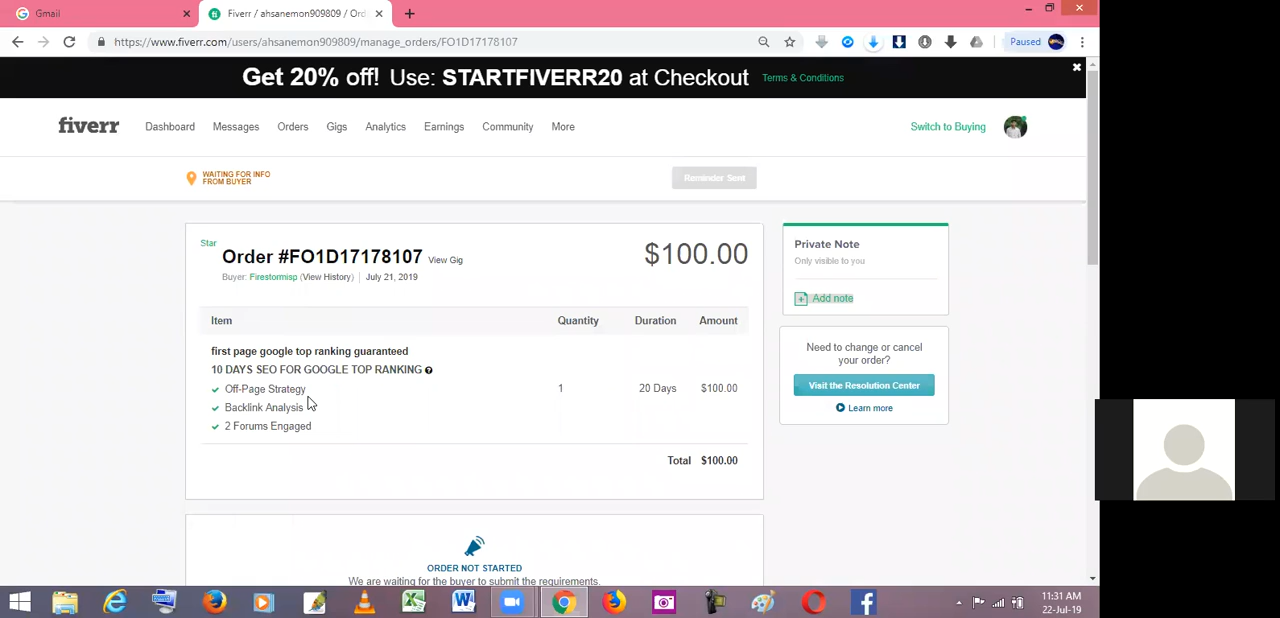 Gmail
Fiverr / ahsanemon909809 / Ord
https://www.fiverr.com/users/ahsanemon909809/manage_orders/FO1D17178107
Paused
Get 20% off! Use: STARTFIVERR20 at Checkout Terms & Conditions
fiverr Dashboard Messages Orders Gigs Analytics Earnings Community More Switch to Buying
WAITING FOR INFO
FROM BUYER
Reminder Sent
Star
Order #FO1D17178107 View Gig
$100.00
Buyer: Firestormisp (View History) July 21, 2019
Item Quantity Duration Amount
first page google top ranking guaranteed
10 DAYS SEO FOR GOOGLE TOP RANKING
Off-Page Strategy 1 20 Days $100.00
Backlink Analysis
2 Forums Engaged
Total $100.00
Private Note
Only visible to you
Add note
Need to change or cancel
your order?
Visit the Resolution Center
Learn more
ORDER NOT STARTED
We are waiting for the buyer to submit the requirements.
11:31 AM
22-Jul-19